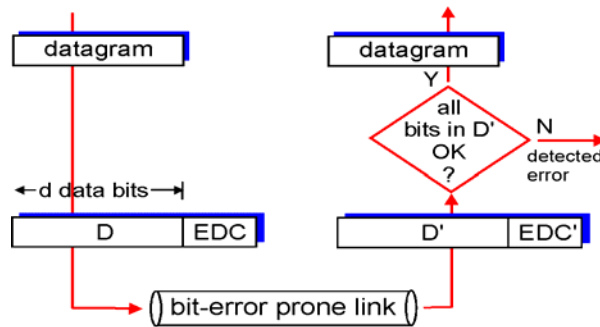 datagram
d data bits
D
EDC
bit-error prone link
D'
EDC'
all
bits in D'
OK
?
Y
N
detected
error
datagram